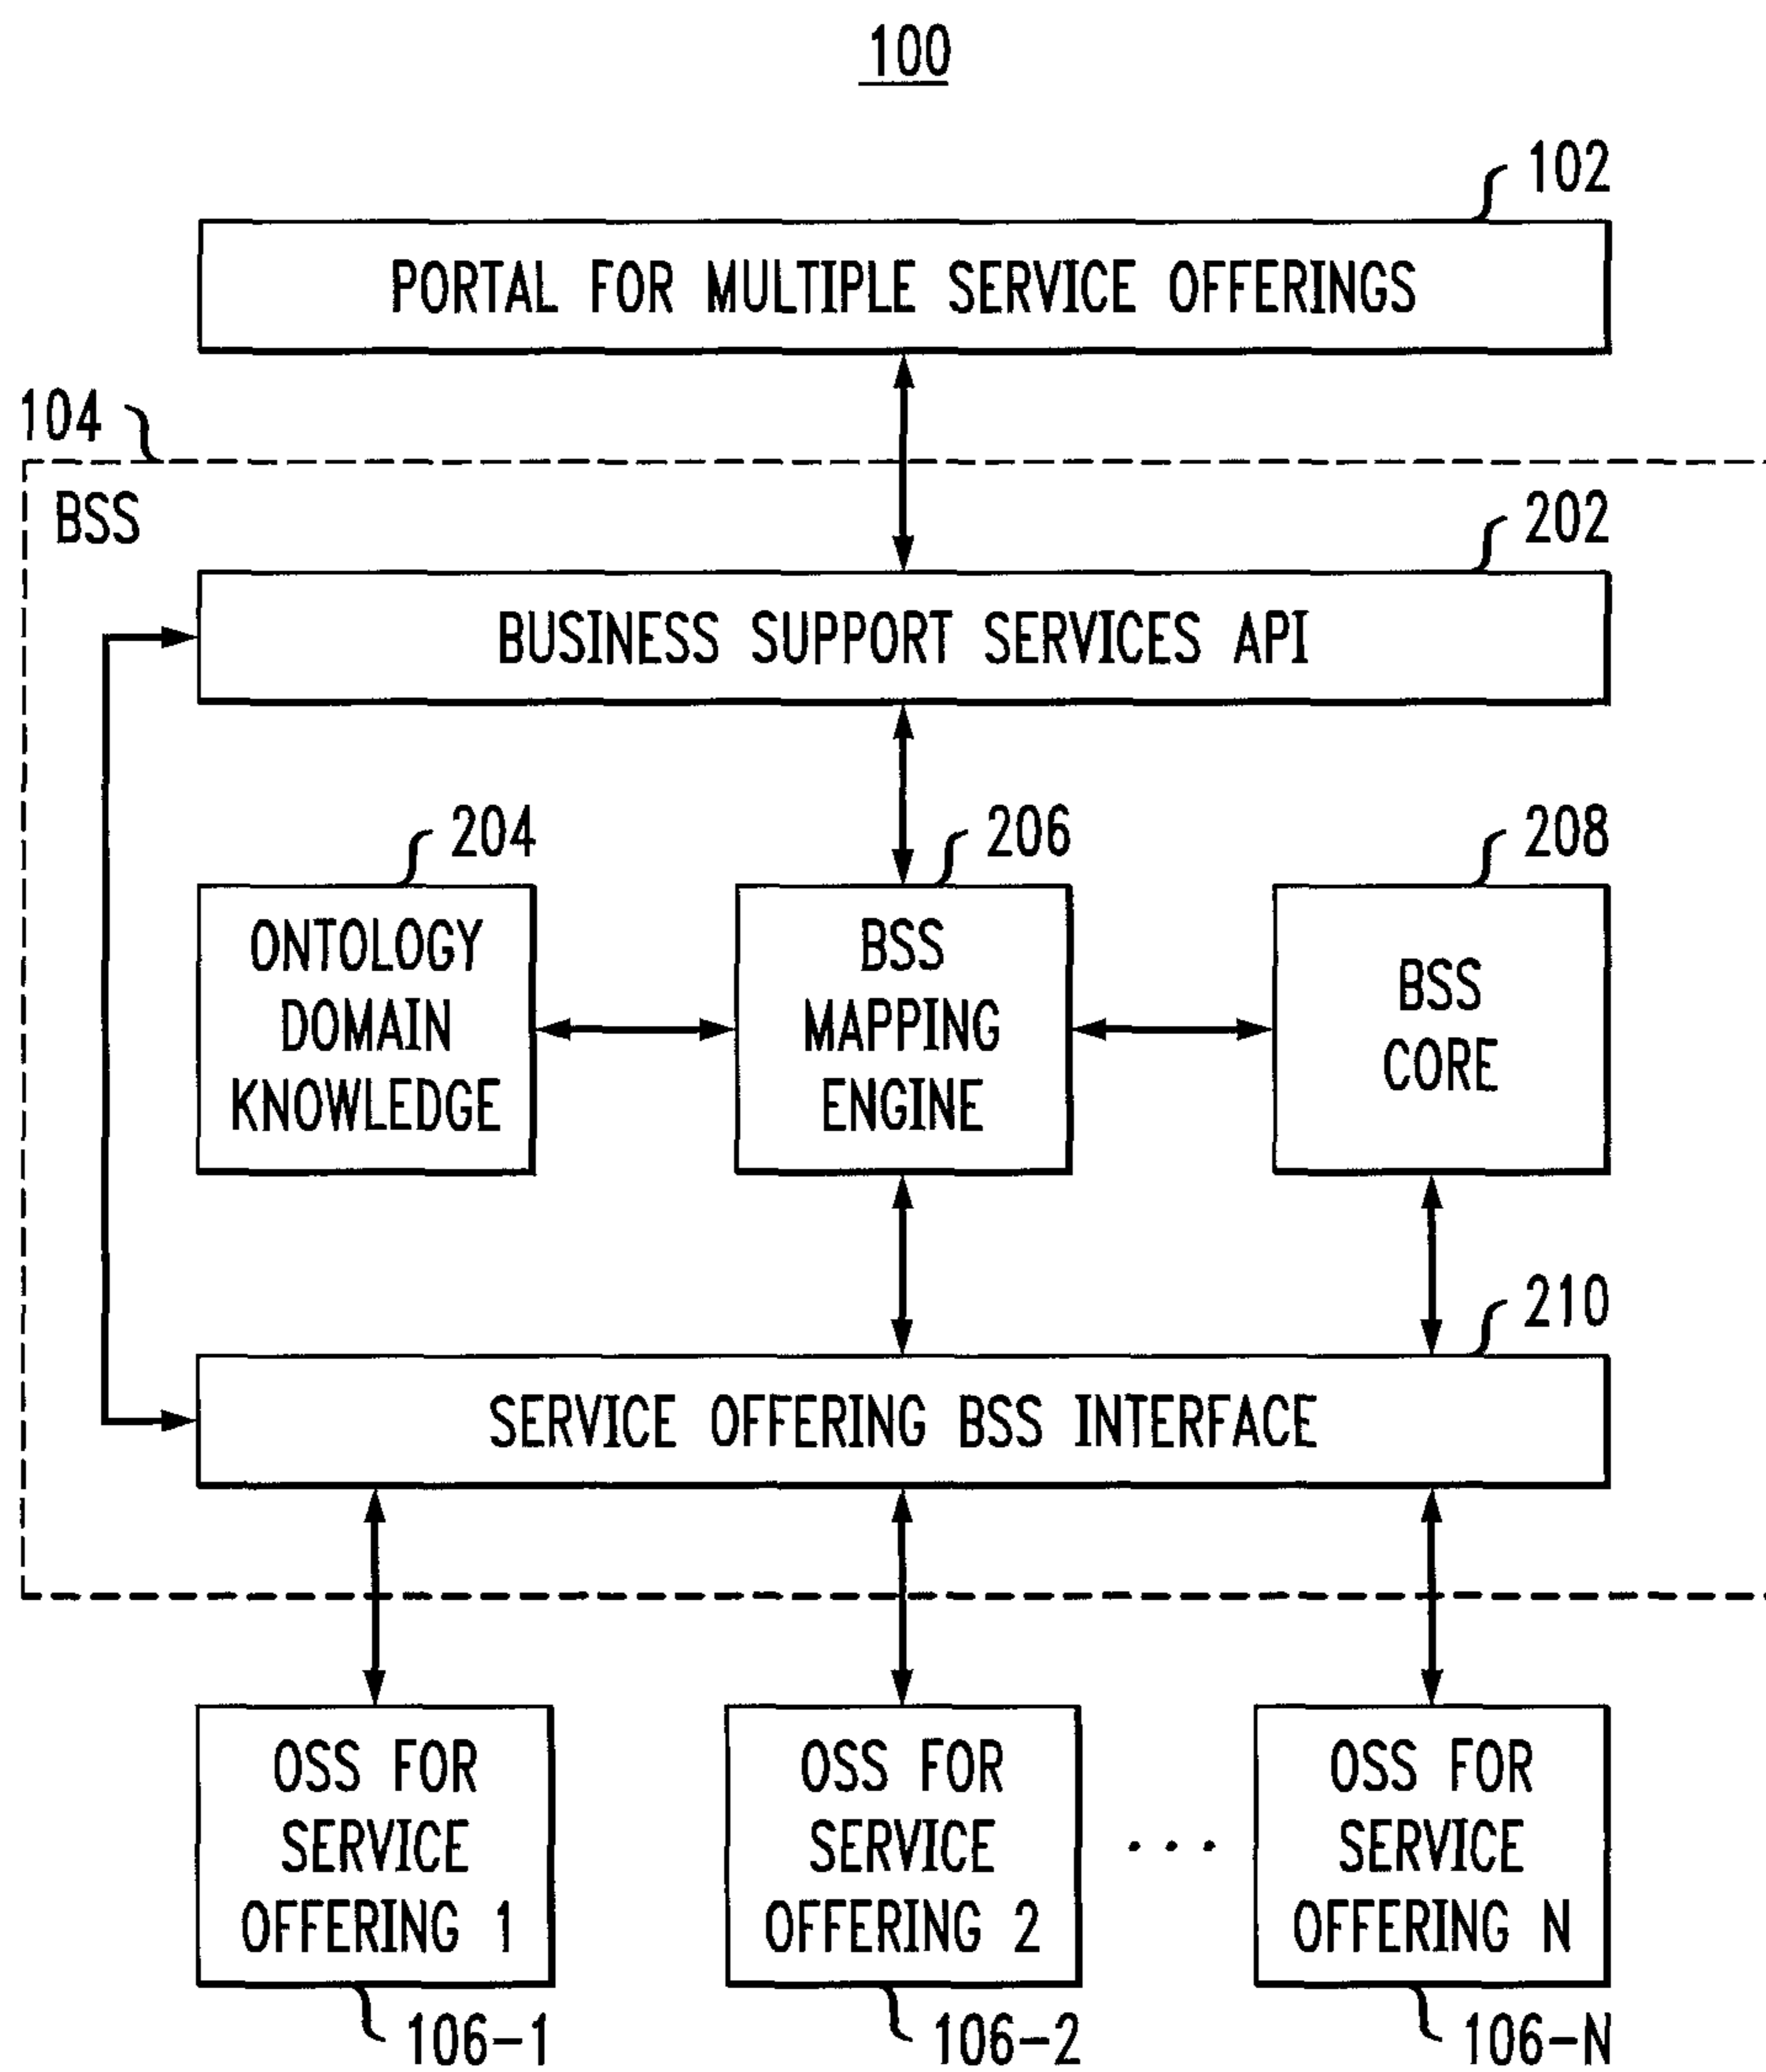 100
102
PORTAL FOR MULTIPLE SERVICE OFFERINGS
104
BSS
202
BUSINESS SUPPORT SERVICES API
204
206
208
ONTOLOGY
DOMAIN
KNOWLEDGE
BSS
MAPPING
ENGINE
BSS
CORE
210
SERVICE OFFERING BSS INTERFACE
OSS FOR
SERVICE
OFFERING 1
OSS FOR
SERVICE
OFFERING 2
. . .
OSS FOR
SERVICE
OFFERING N
106-1
106-2
106-N